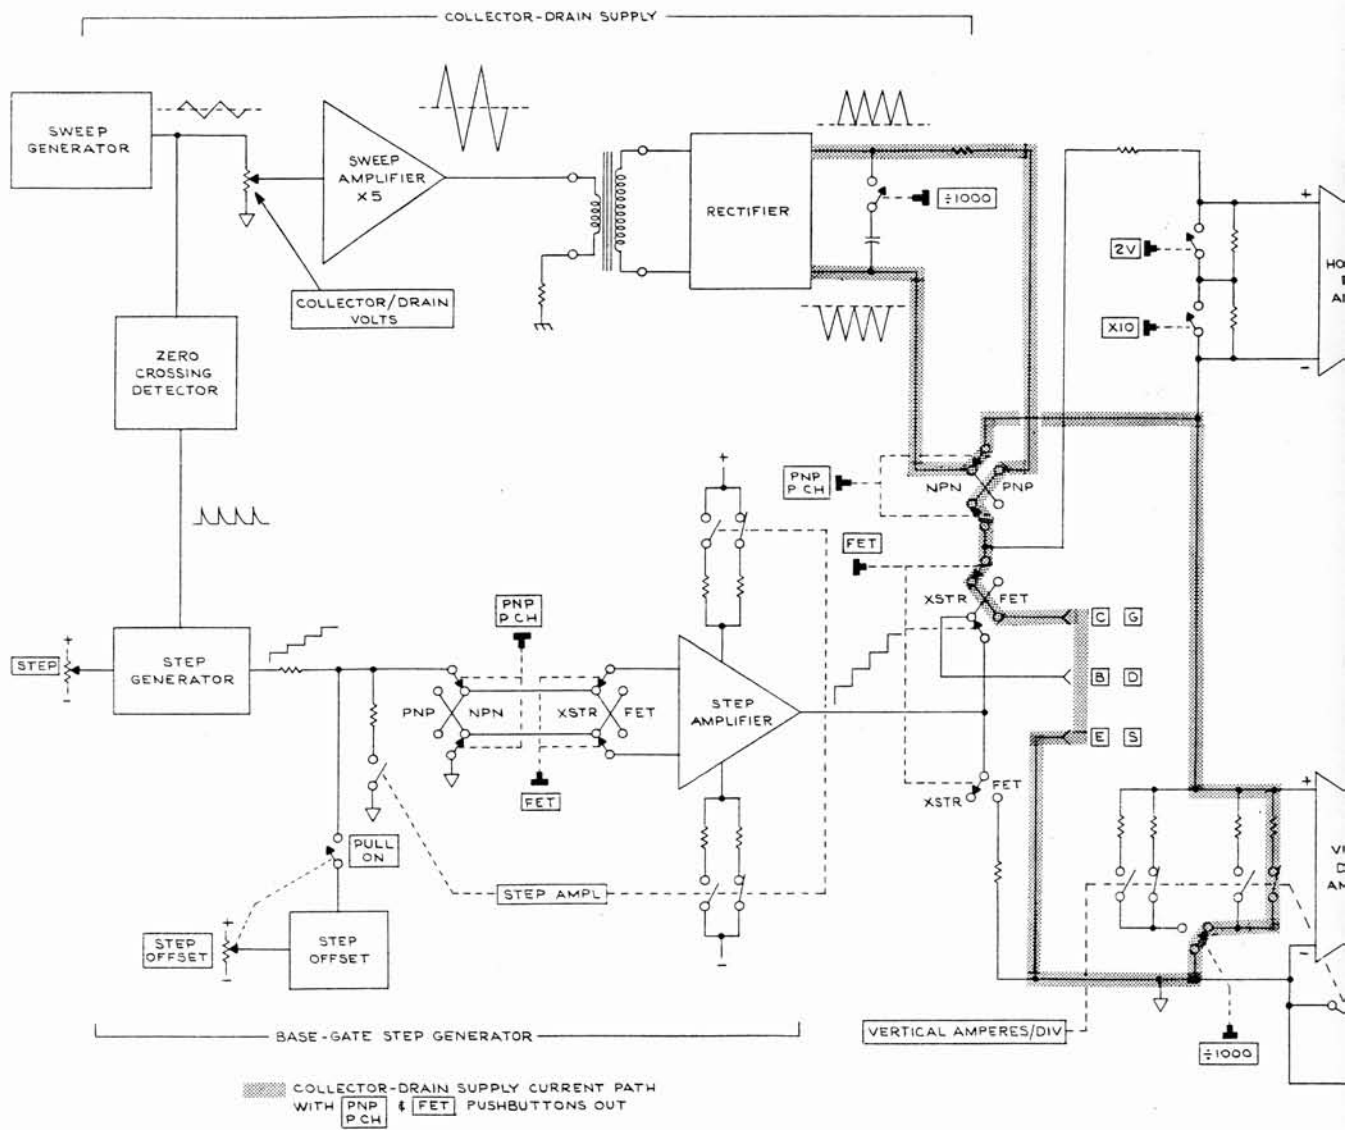 COLLECTOR-DRAIN SUPPLY
SWEEP
GENERATOR
SWEEP
AMPLIFIER
X5
COLLECTOR/DRAIN
VOLTS
RECTIFIER
÷1000
2V
X10
+
−
HO
AM
ZERO
CROSSING
DETECTOR
PNP
P CH
NPN
PNP
FET
XSTR
FET
C
G
B
D
E
S
+
STEP
−
STEP
GENERATOR
PNP
P CH
PNP
NPN
XSTR
FET
FET
+
STEP
AMPLIFIER
−
XSTR
FET
PULL
ON
STEP AMPL
+
STEP
OFFSET
−
STEP
OFFSET
+
−
V
D
AM
VERTICAL AMPERES/DIV
÷1000
BASE-GATE STEP GENERATOR
COLLECTOR-DRAIN SUPPLY CURRENT PATH
WITH PNP P CH & FET PUSHBUTTONS OUT